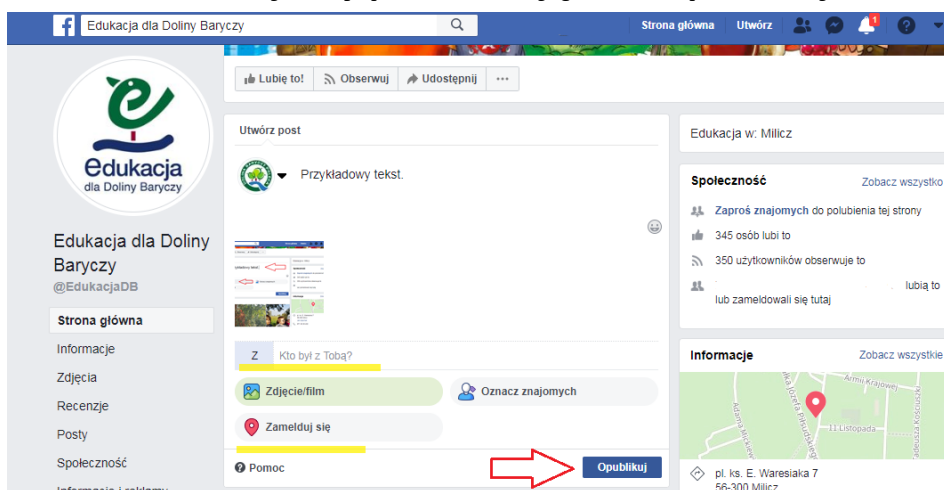 Edukacja dla Doliny Baryczy
Strona główna Utwórz
1
Lubię to! Obserwuj Udostępnij
Utwórz post
Przykładowy tekst.
edukacja
dla Doliny Baryczy
Edukacja dla Doliny
Baryczy
@EdukacjaDB
Strona główna
Informacje
Zdjęcia
Recenzje
Posty
Społeczność
Z Kto był z Tobą?
Zdjęcie/film
Oznacz znajomych
Zamelduj się
Pomoc
Opublikuj
Edukacja w: Milicz
Społeczność Zobacz wszystko
Zaproś znajomych do polubienia tej strony
345 osób lubi to
350 użytkowników obserwuje to
lubią to
lub zameldowali się tutaj
Informacje Zobacz wszystkie
Armii Krajowej
11 Listopada
pl. ks. E. Waresiaka 7
56-300 Milicz